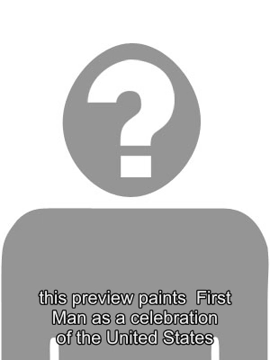 ?
this preview paints First
Man as a celebration
of the United States